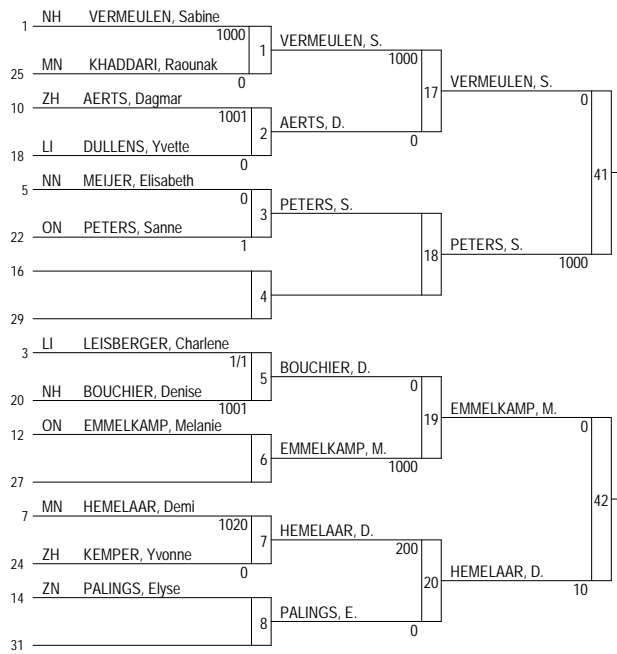 1 NH VERMEULEN, Sabine
1000 1 VERMEULEN, S.
1000
25 MN KHADDARI, Raounak
0
17 VERMEULEN, S.
0
10 ZH AERTS, Dagmar
1001 2 AERTS, D.
0
18 LI DULLENS, Yvette
0
41
5 NN MEIJER, Elisabeth
0 3 PETERS, S.
22 ON PETERS, Sanne
1
18 PETERS, S.
1000
16
4
29
3 LI LEISBERGER, Charlene
1/1 5 BOUCHIER, D.
0
20 NH BOUCHIER, Denise
1001
19 EMMELKAMP, M.
0
12 ON EMMELKAMP, Melanie
6 EMMELKAMP, M.
1000
27
42
7 MN HEMELAAR, Demi
1020 7 HEMELAAR, D.
200
24 ZH KEMPER, Yvonne
0
20 HEMELAAR, D.
10
14 ZN PALINGS, Elyse
8 PALINGS, E.
0
31